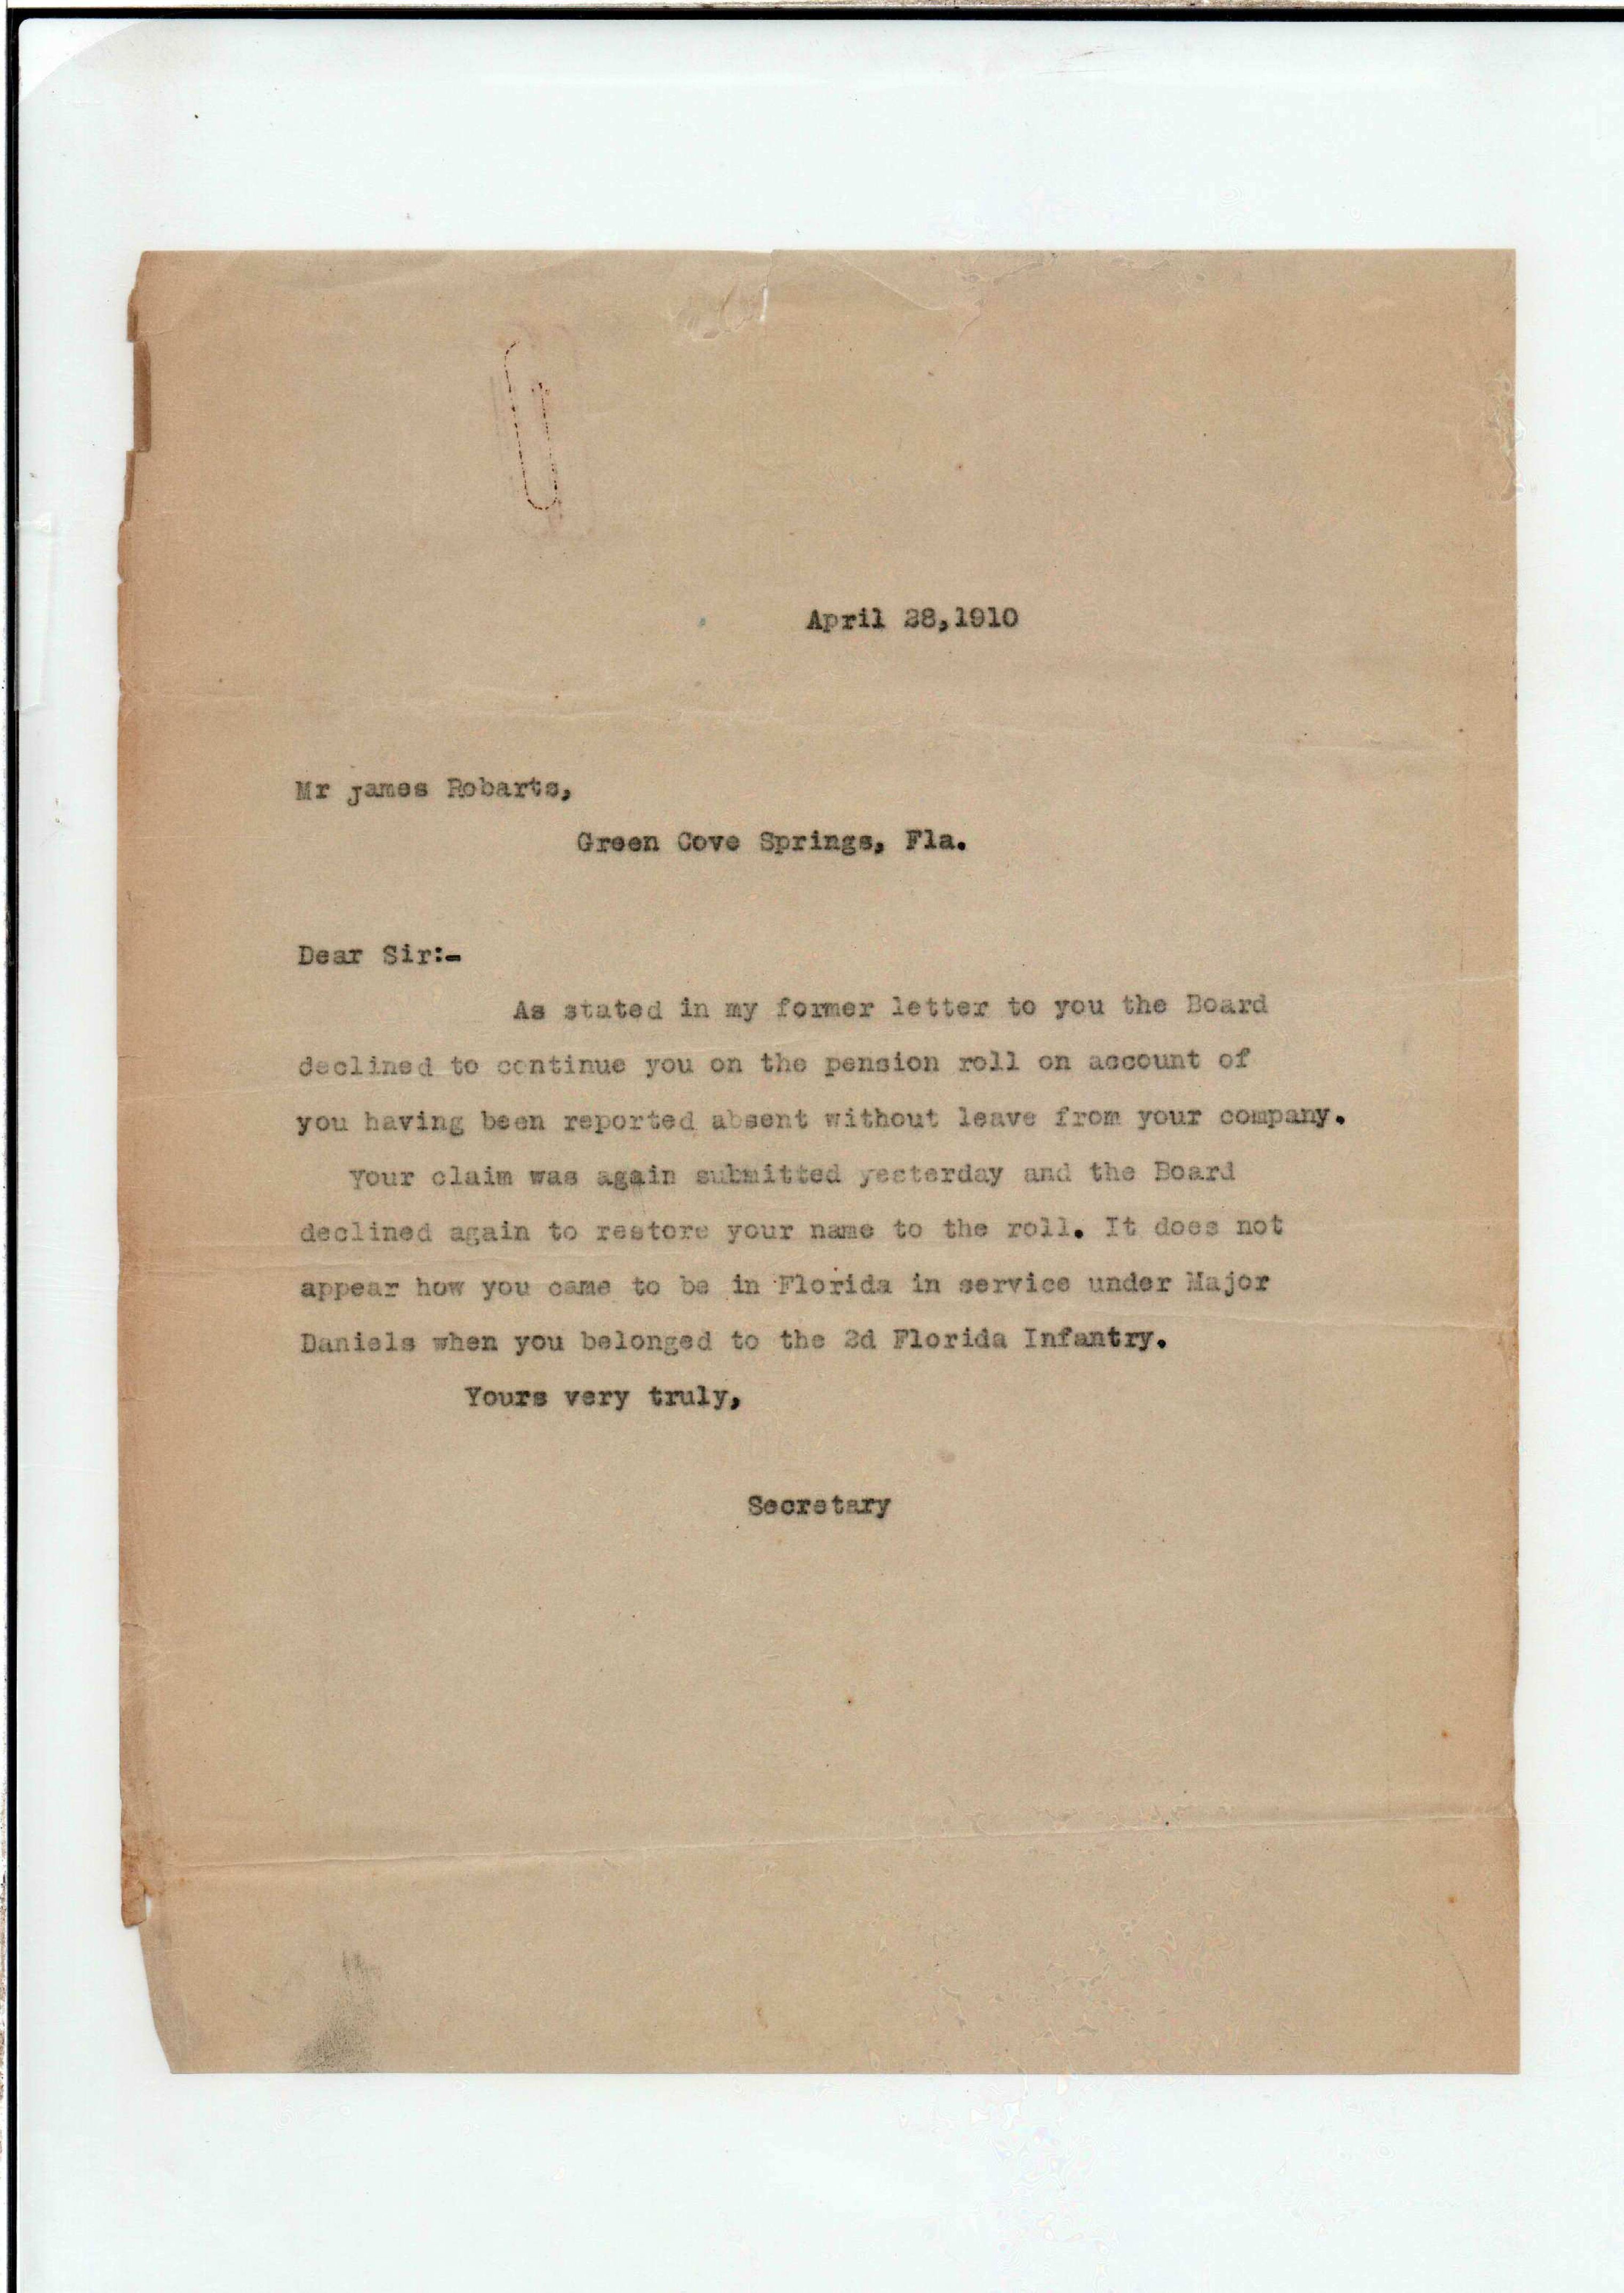 April 28,1910
Mr James Robarts,
Green Cove Springs, Fla.
Dear Sir:-
As stated in my former letter to you the Board
declined to continue you on the pension roll on account of
you having been reported absent without leave from your company.
Your claim was again submitted yesterday and the Board
declined again to restore your name to the roll. It does not
appear how you came to be in Florida in service under Major
Daniels when you belonged to the 2d Florida Infantry.
Yours very truly,
Secretary